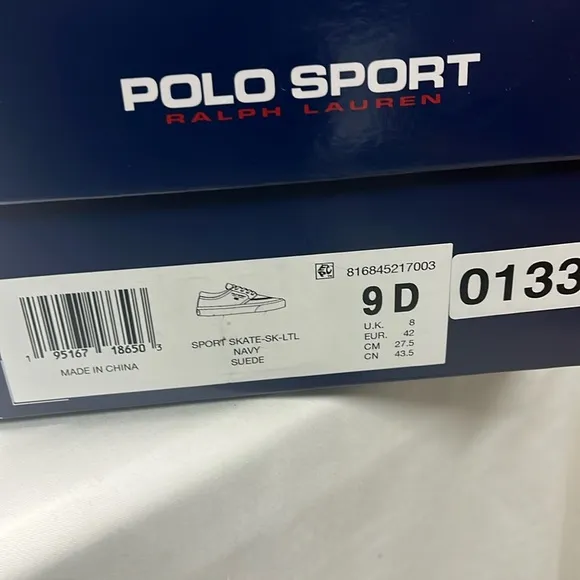 POLO SPORT
RALPH LAUREN
816845217003
9 D
U.K. 8
EUR. 42
CM 27.5
CN 43.5
0133
1 95167 18650 3
MADE IN CHINA
SPORT SKATE-SK-LTL
NAVY
SUEDE